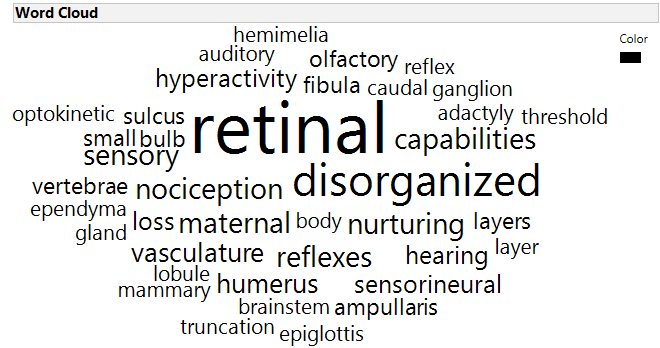 Word Cloud
Color
hemimelia
auditory
olfactory
reflex
hyperactivity
fibula
caudal
ganglion
optokinetic
sulcus
retinal
adactyly
threshold
small
bulb
capabilities
sensory
disorganized
vertebrae
nociception
ependyma
gland
loss
maternal
body
nurturing
layers
vasculature
reflexes
hearing
layer
lobule
mammary
humerus
sensorineural
brainstem
ampullaris
truncation
epiglottis